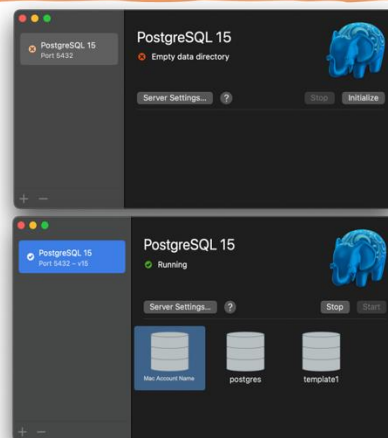 PostgreSQL 15
Port 5432
PostgreSQL 15
Empty data directory
Server Settings... ? Stop Initialize
+ −
PostgreSQL 15
Port 5432 – v15
PostgreSQL 15
Running
Server Settings... ? Stop Start
Mac Account Name postgres template1
+ −